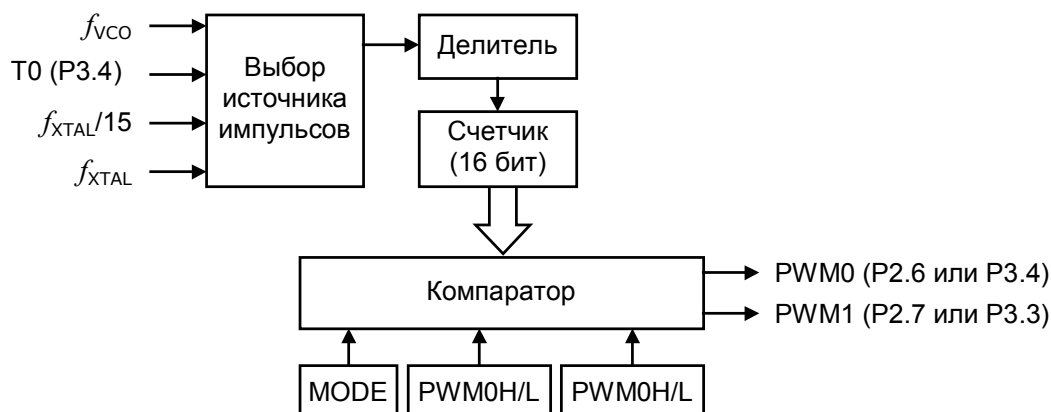 fVCO
T0 (P3.4)
fXTAL/15
fXTAL
Выбор
источника
импульсов
Делитель
Счетчик
(16 бит)
Компаратор
PWM0 (P2.6 или P3.4)
PWM1 (P2.7 или P3.3)
MODE
PWM0H/L
PWM0H/L